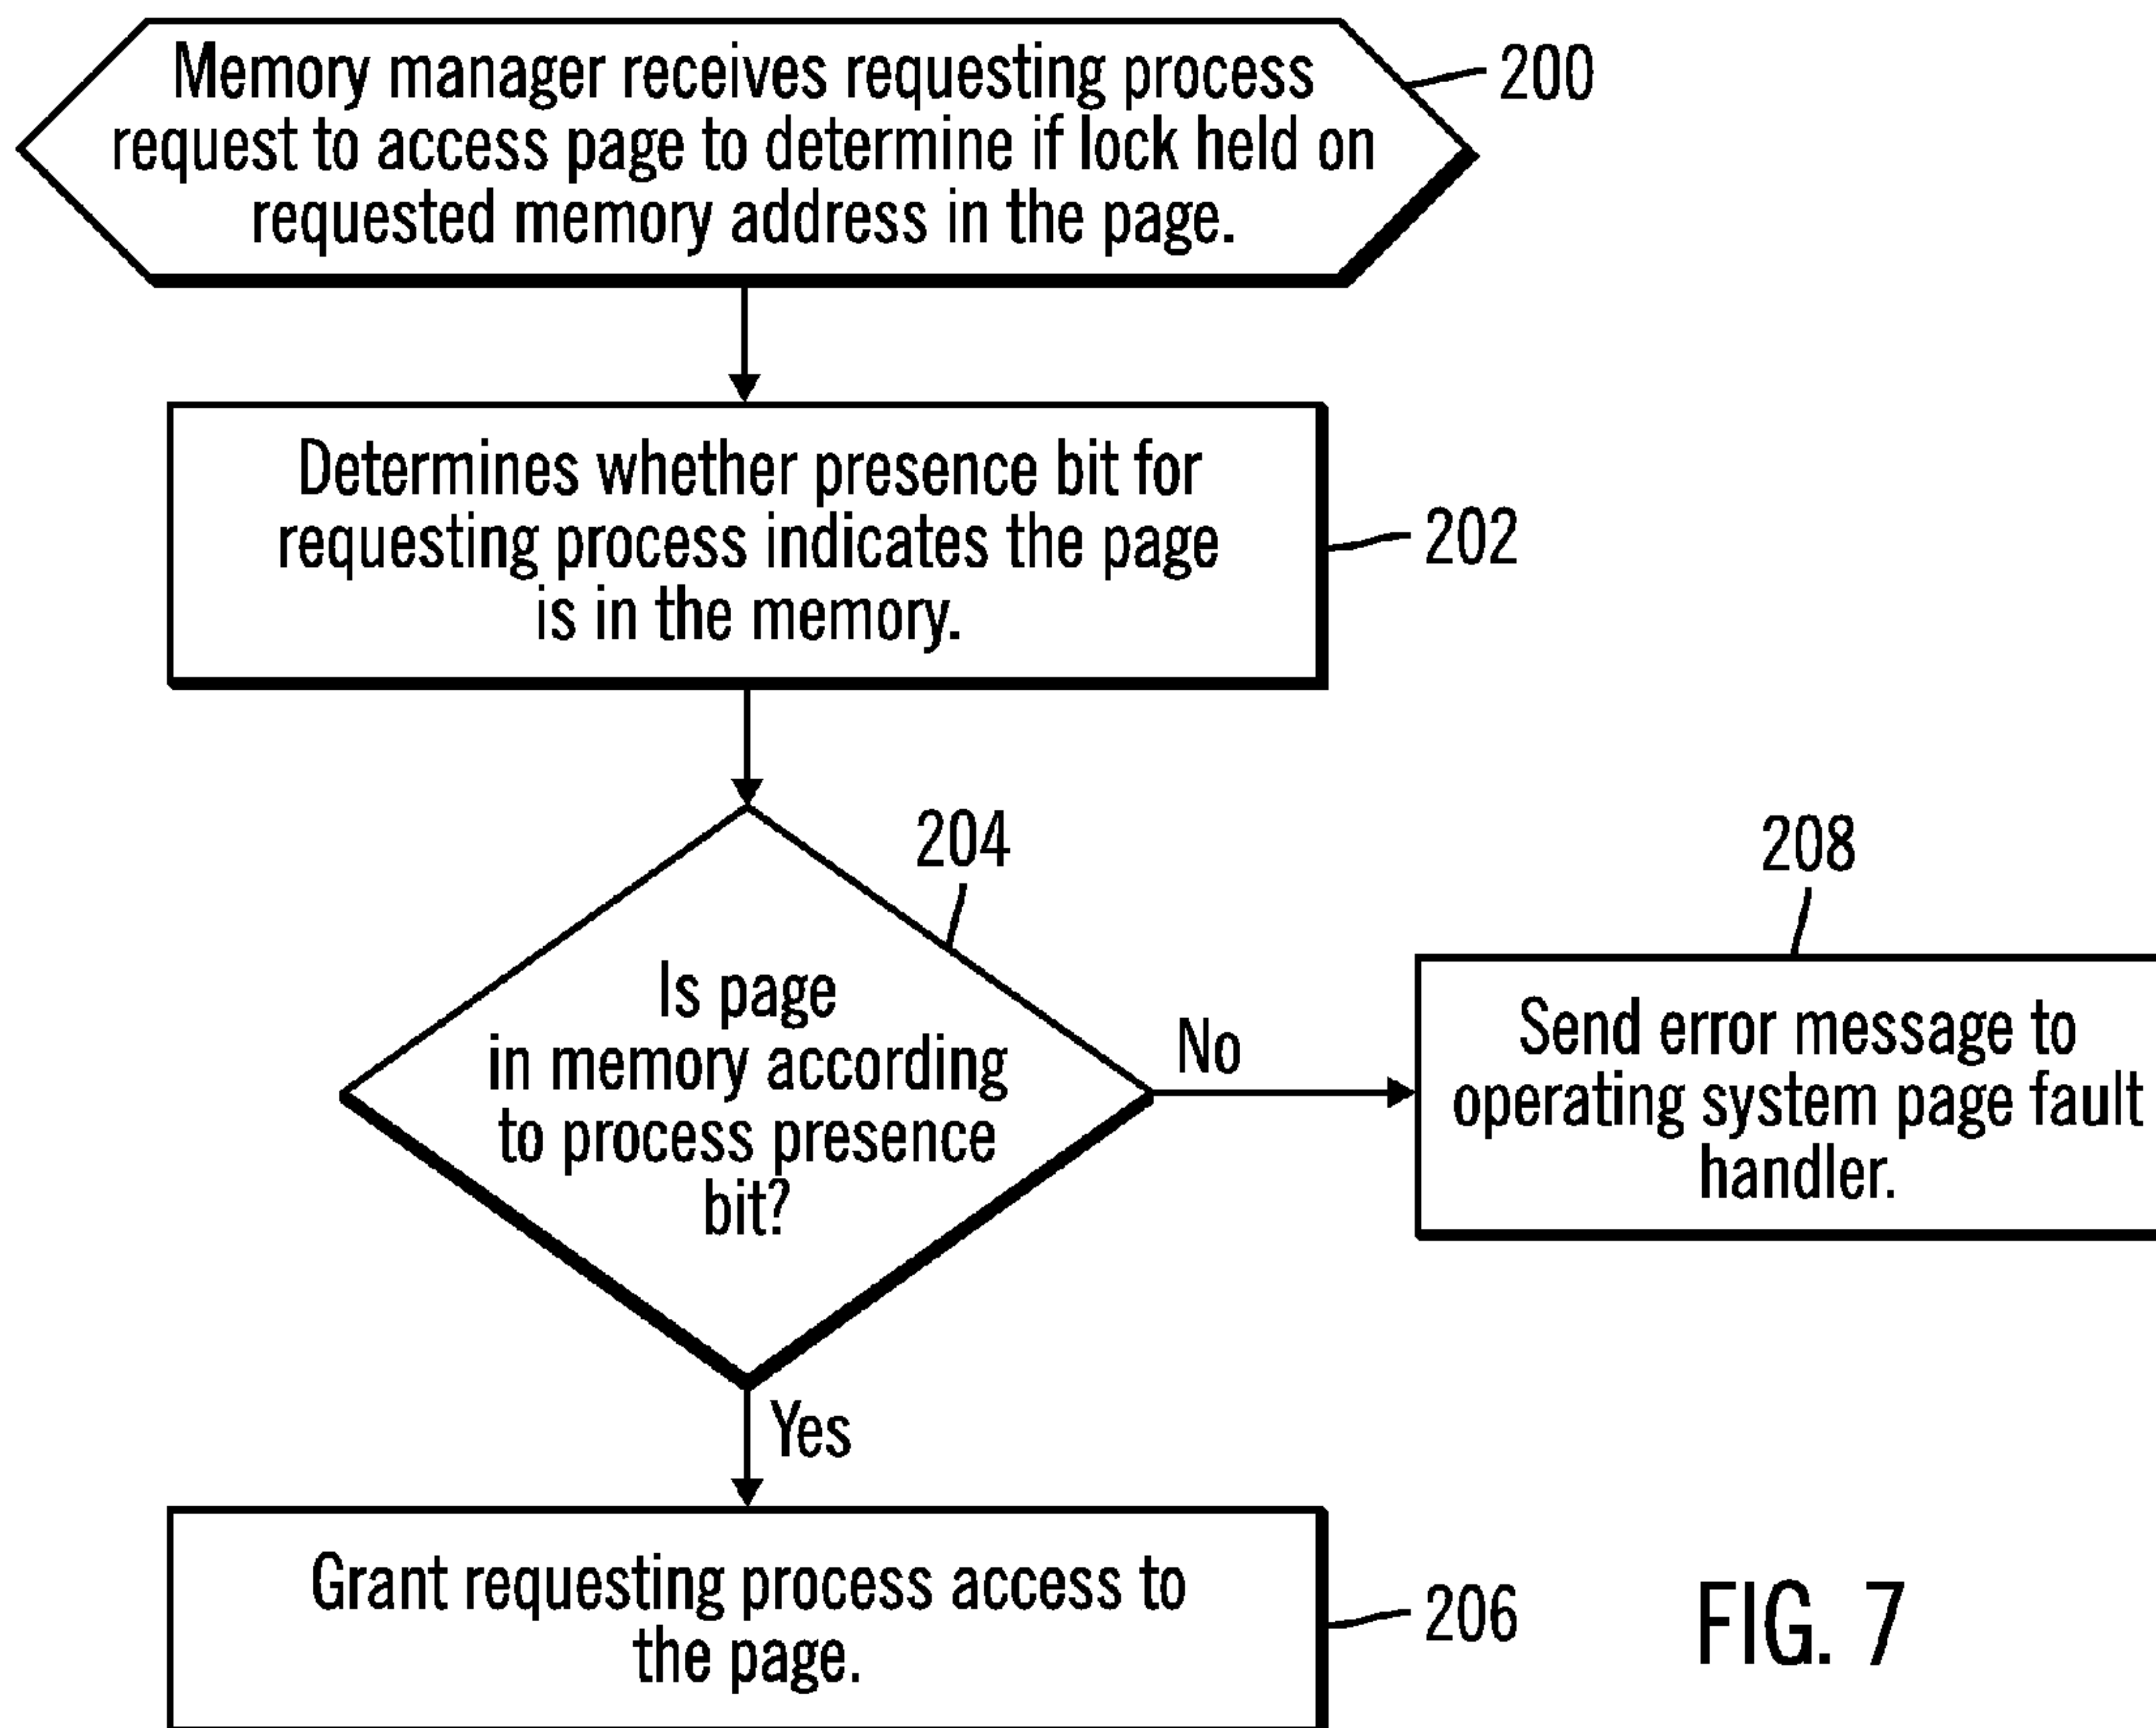 Memory manager receives requesting process
request to access page to determine if lock held on
requested memory address in the page.
200
Determines whether presence bit for
requesting process indicates the page
is in the memory.
202
204
Is page
in memory according
to process presence
bit?
No
208
Send error message to
operating system page fault
handler.
Yes
Grant requesting process access to
the page.
206
FIG. 7